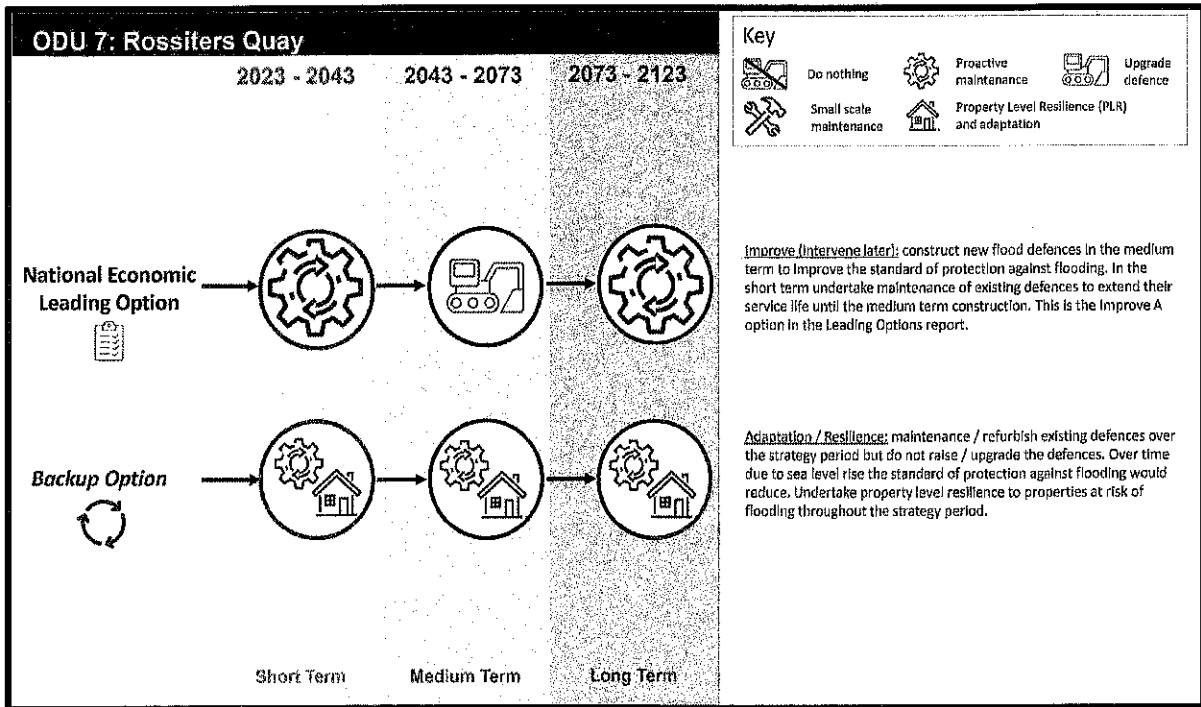 ODU 7: Rossiters Quay
2023 - 2043
2043 - 2073
2073 - 2123
Key
Do nothing
Proactive
maintenance
Upgrade
defence
Small scale
maintenance
Property Level Resilience (PLR)
and adaptation
National Economic
Leading Option
Improve (intervene later): construct new flood defences in the medium
term to improve the standard of protection against flooding. In the
short term undertake maintenance of existing defences to extend their
service life until the medium term construction. This is the Improve A
option in the Leading Options report.
Backup Option
Adaptation / Resilience: maintenance / refurbish existing defences over
the strategy period but do not raise / upgrade the defences. Over time
due to sea level rise the standard of protection against flooding would
reduce. Undertake property level resilience to properties at risk of
flooding throughout the strategy period.
Short Term
Medium Term
Long Term